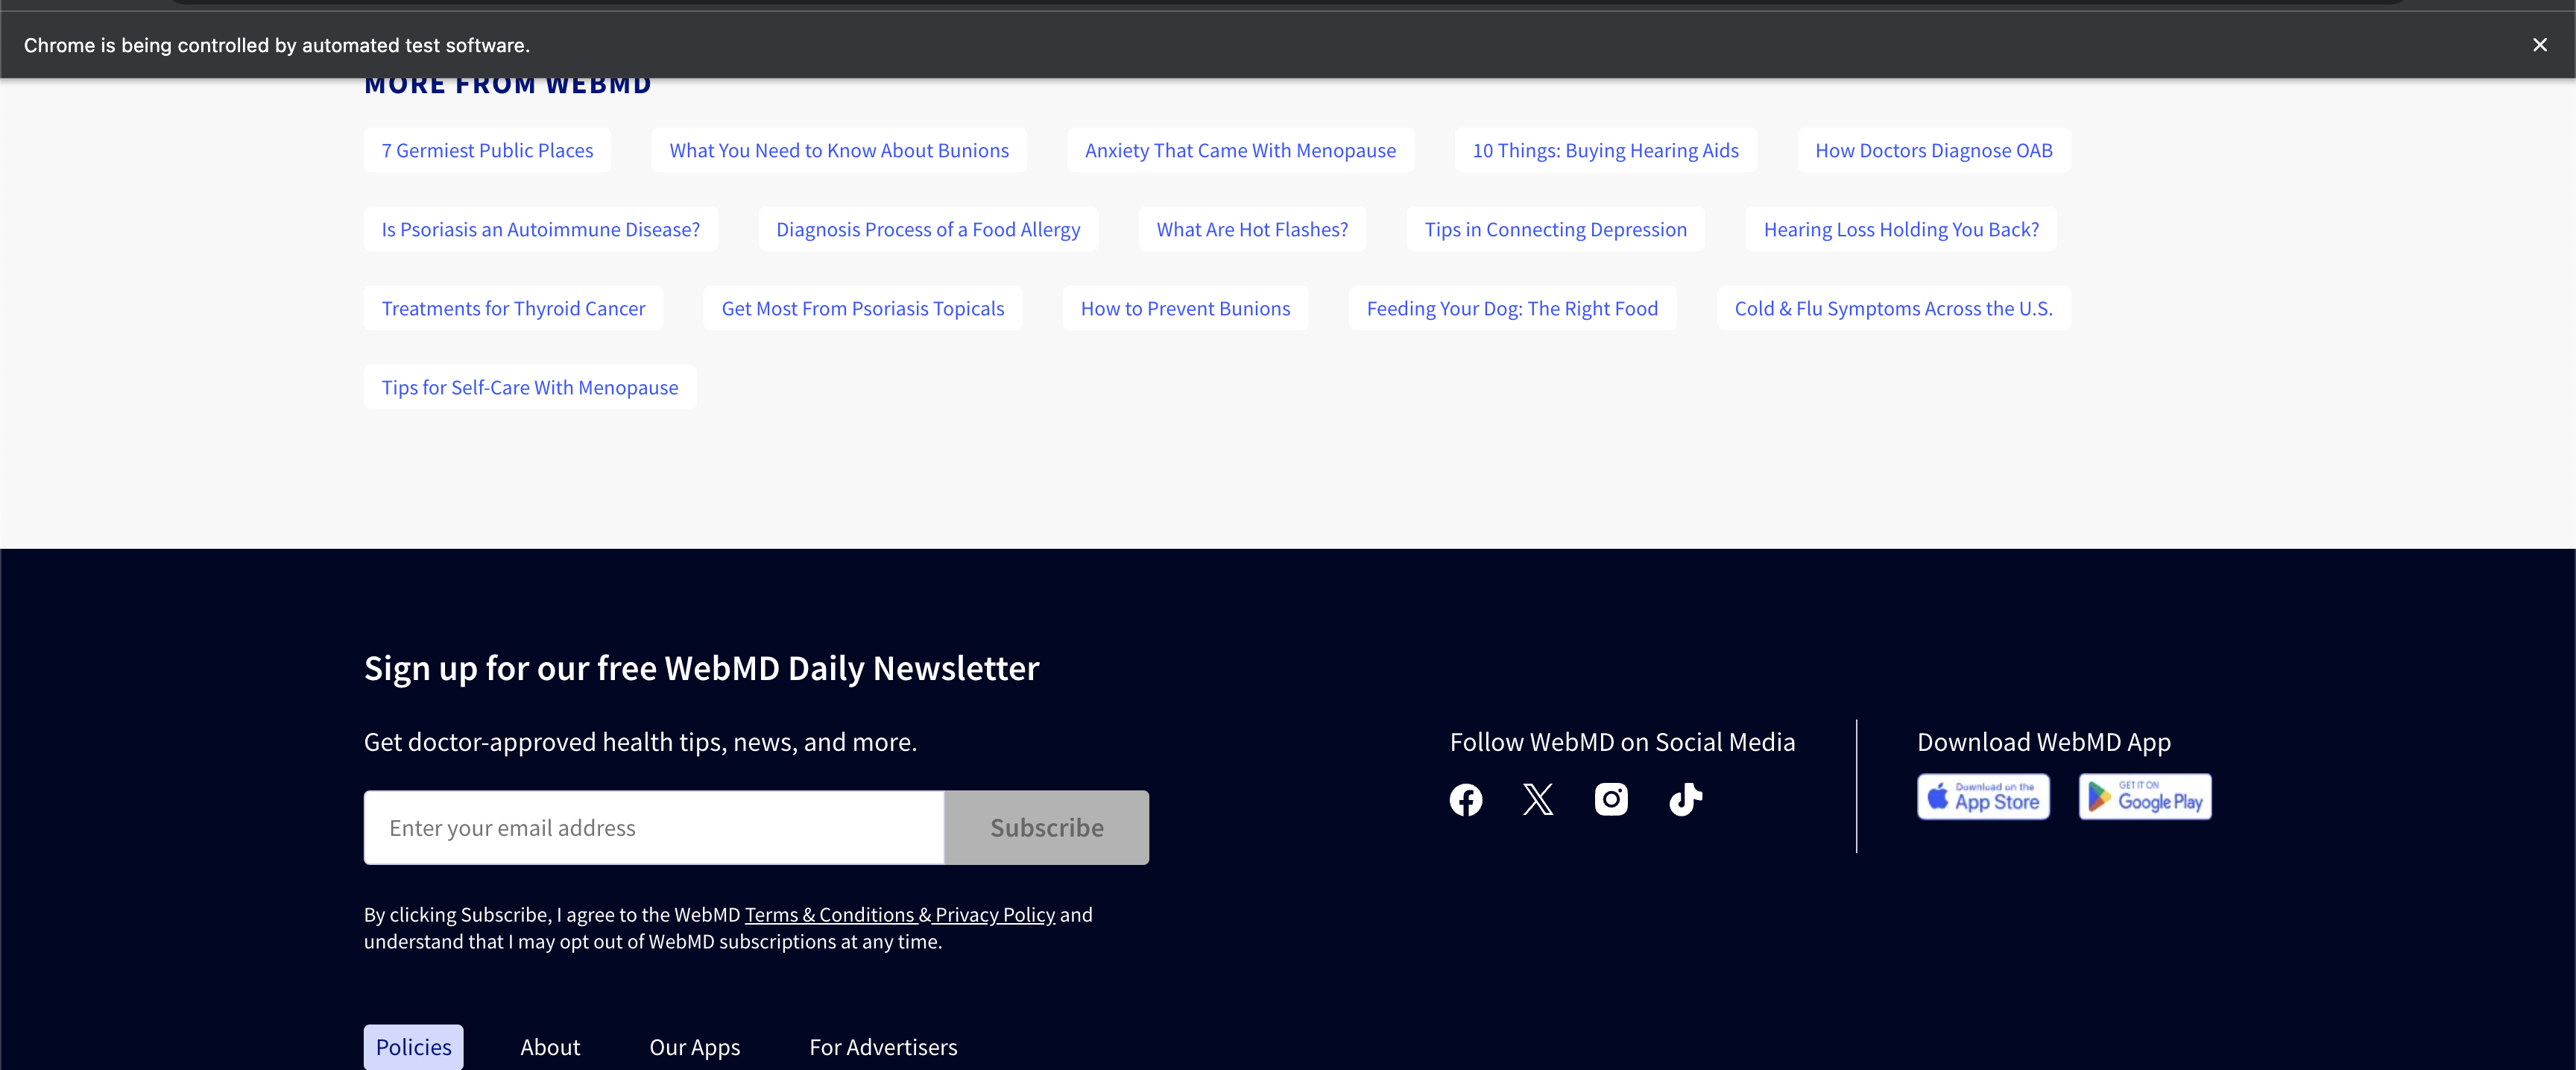 Chrome is being controlled by automated test software.
MORE FROM WEBMD
7 Germiest Public Places
What You Need to Know About Bunions
Anxiety That Came With Menopause
10 Things: Buying Hearing Aids
How Doctors Diagnose OAB
Is Psoriasis an Autoimmune Disease?
Diagnosis Process of a Food Allergy
What Are Hot Flashes?
Tips in Connecting Depression
Hearing Loss Holding You Back?
Treatments for Thyroid Cancer
Get Most From Psoriasis Topicals
How to Prevent Bunions
Feeding Your Dog: The Right Food
Cold & Flu Symptoms Across the U.S.
Tips for Self-Care With Menopause
Sign up for our free WebMD Daily Newsletter
Get doctor-approved health tips, news, and more.
Enter your email address
Subscribe
By clicking Subscribe, I agree to the WebMD Terms & Conditions & Privacy Policy and
understand that I may opt out of WebMD subscriptions at any time.
Follow WebMD on Social Media
Download WebMD App
Download on the
App Store
GET IT ON
Google Play
Policies
About
Our Apps
For Advertisers